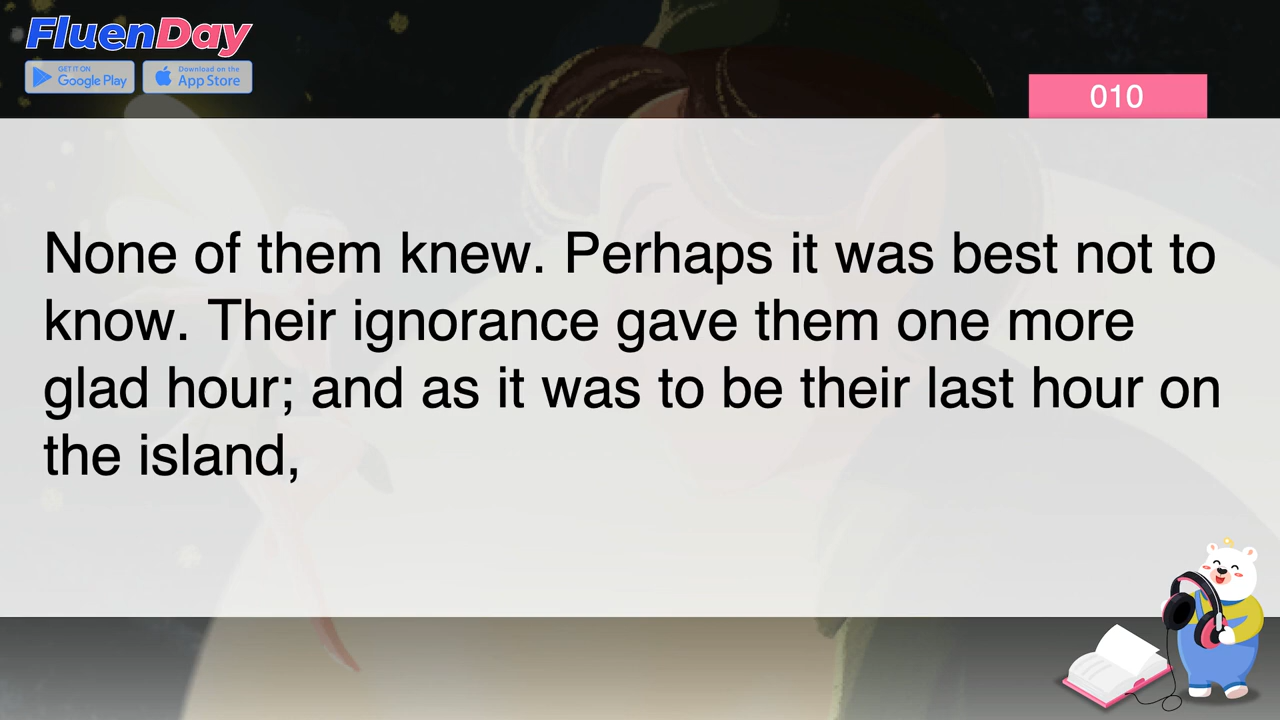 FluenDay
GET IT ON
Google Play
Download on the
App Store
010
None of them knew. Perhaps it was best not to
know. Their ignorance gave them one more
glad hour; and as it was to be their last hour on
the island,